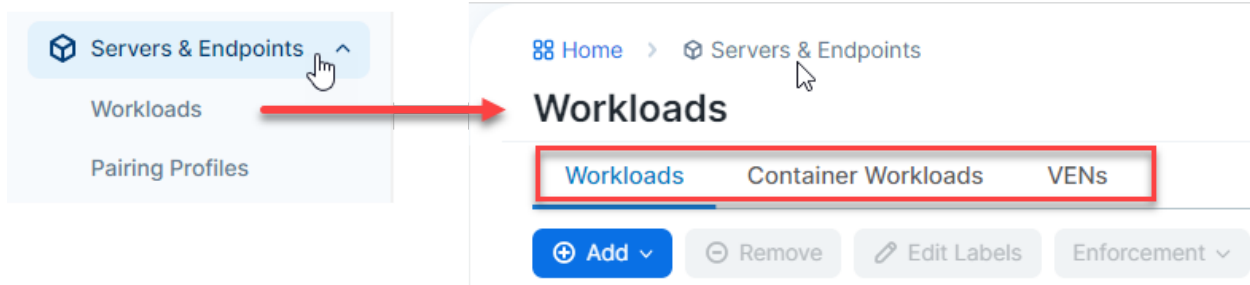 Servers & Endpoints
Workloads
Pairing Profiles
Home > Servers & Endpoints
Workloads
Workloads Container Workloads VENs
Add Remove Edit Labels Enforcement